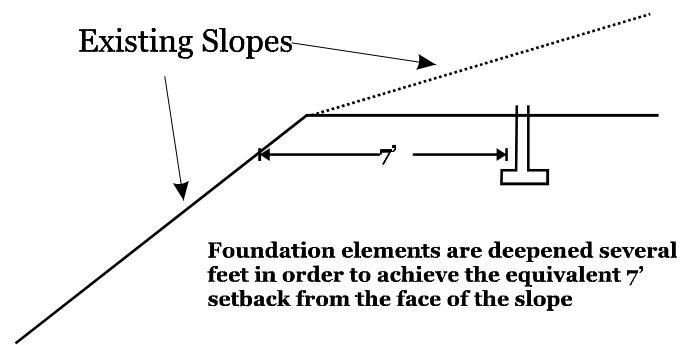 Existing Slopes
7’
Foundation elements are deepened several
feet in order to achieve the equivalent 7’
setback from the face of the slope